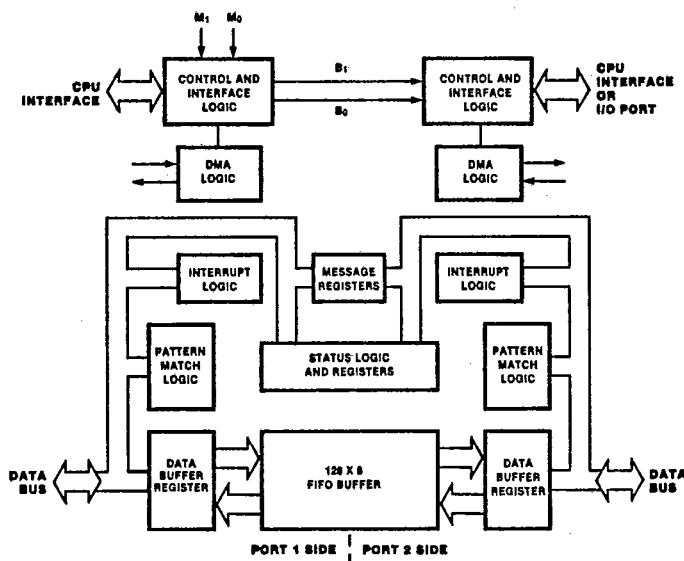 M₁ M₀
CPU
INTERFACE
CONTROL AND
INTERFACE
LOGIC
B₁
B₀
CONTROL AND
INTERFACE
LOGIC
CPU
INTERFACE
OR
I/O PORT
DMA
LOGIC
DMA
LOGIC
INTERRUPT
LOGIC
MESSAGE
REGISTERS
INTERRUPT
LOGIC
PATTERN
MATCH
LOGIC
STATUS LOGIC
AND REGISTERS
PATTERN
MATCH
LOGIC
DATA
BUS
DATA
BUFFER
REGISTER
128 X 8
FIFO BUFFER
DATA
BUFFER
REGISTER
DATA
BUS
PORT 1 SIDE | PORT 2 SIDE